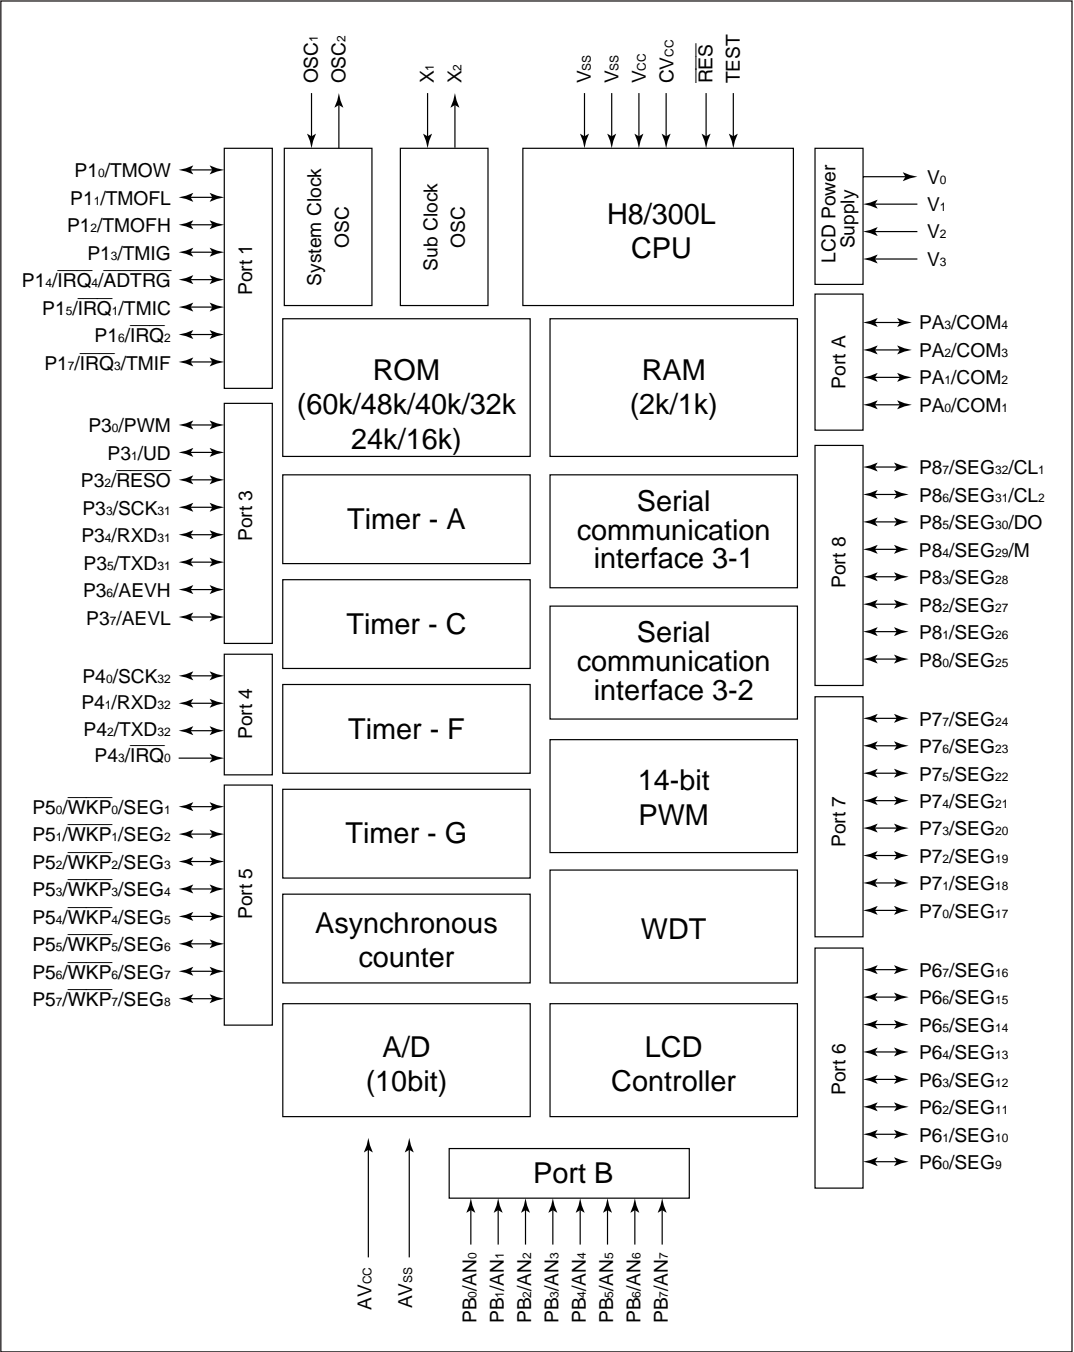 OSC1
OSC2
X1
X2
VSS
VSS
VCC
CVCC
RES
TEST
P10/TMOW
P11/TMOFL
P12/TMOFH
P13/TMIG
P14/IRQ4/ADTRG
P15/IRQ1/TMIC
P16/IRQ2
P17/IRQ3/TMIF
Port 1
System Clock
OSC
Sub Clock
OSC
H8/300L
CPU
LCD Power
Supply
V0
V1
V2
V3
ROM
(60k/48k/40k/32k
24k/16k)
RAM
(2k/1k)
Port A
PA3/COM4
PA2/COM3
PA1/COM2
PA0/COM1
P30/PWM
P31/UD
P32/RESO
P33/SCK31
P34/RXD31
P35/TXD31
P36/AEVH
P37/AEVL
Port 3
Timer - A
Serial
communication
interface 3-1
Port 8
P87/SEG32/CL1
P86/SEG31/CL2
P85/SEG30/DO
P84/SEG29/M
P83/SEG28
P82/SEG27
P81/SEG26
P80/SEG25
Timer - C
Serial
communication
interface 3-2
P40/SCK32
P41/RXD32
P42/TXD32
P43/IRQ0
Port 4
Timer - F
14-bit
PWM
Port 7
P77/SEG24
P76/SEG23
P75/SEG22
P74/SEG21
P73/SEG20
P72/SEG19
P71/SEG18
P70/SEG17
P50/WKP0/SEG1
P51/WKP1/SEG2
P52/WKP2/SEG3
P53/WKP3/SEG4
P54/WKP4/SEG5
P55/WKP5/SEG6
P56/WKP6/SEG7
P57/WKP7/SEG8
Port 5
Timer - G
Asynchronous
counter
WDT
A/D
(10bit)
LCD
Controller
Port 6
P67/SEG16
P66/SEG15
P65/SEG14
P64/SEG13
P63/SEG12
P62/SEG11
P61/SEG10
P60/SEG9
Port B
AVCC
AVSS
PB0/AN0
PB1/AN1
PB2/AN2
PB3/AN3
PB4/AN4
PB5/AN5
PB6/AN6
PB7/AN7